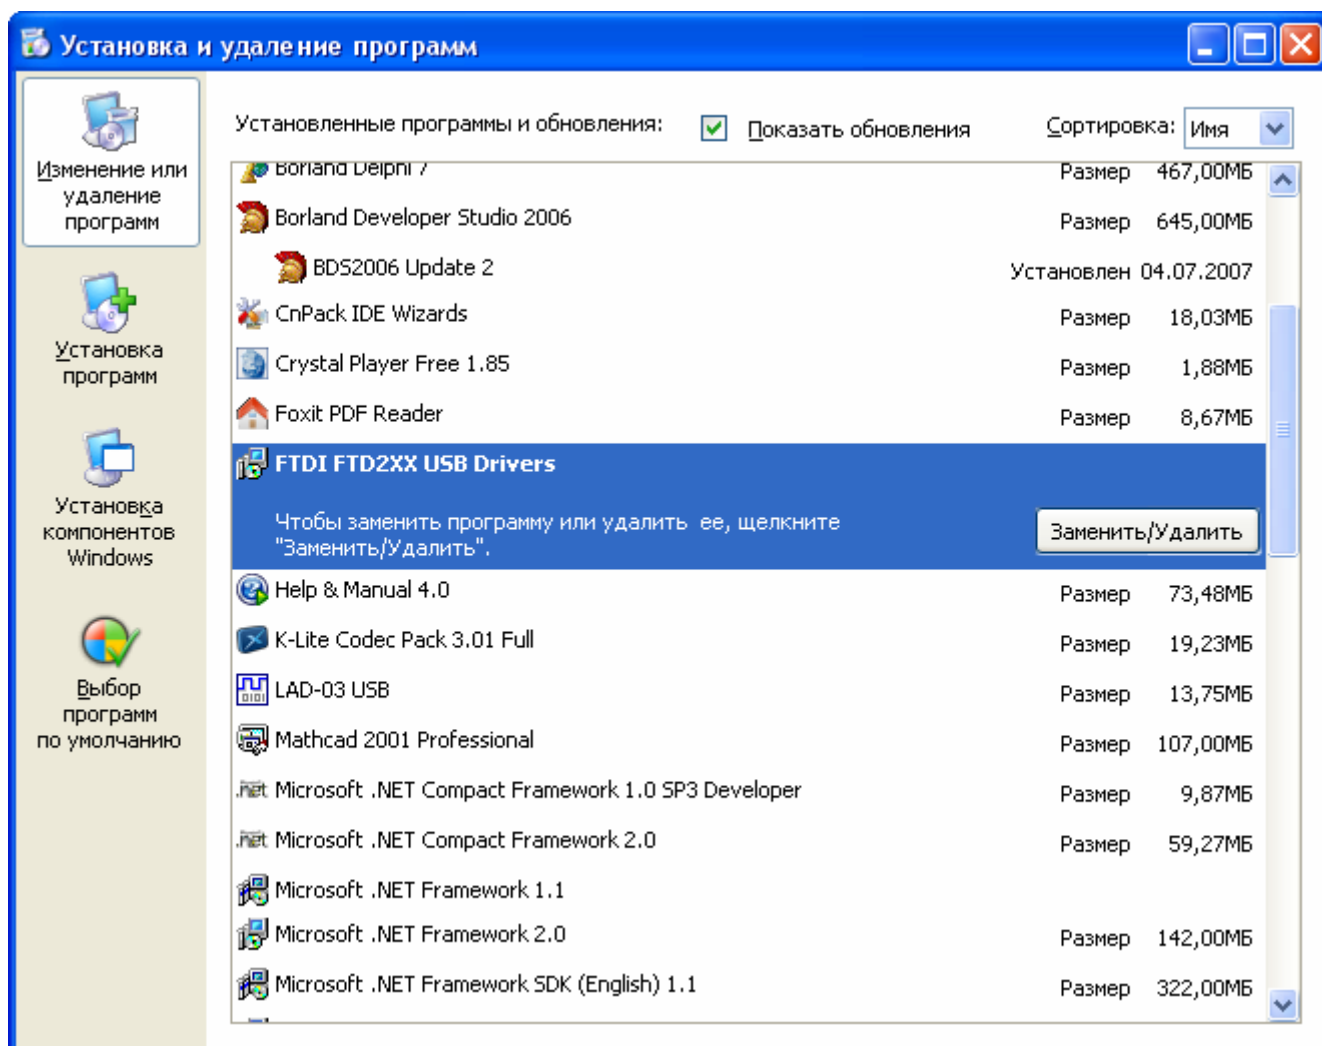 Установка и удаление программ
Изменение или
удаление
программ
Установка
программ
Установка
компонентов
Windows
Выбор
программ
по умолчанию
Установленные программы и обновления: Показать обновления Сортировка: Имя
Borland Delphi 7 Размер 467,00МБ
Borland Developer Studio 2006 Размер 645,00МБ
BDS2006 Update 2 Установлен 04.07.2007
CnPack IDE Wizards Размер 18,03МБ
Crystal Player Free 1.85 Размер 1,88МБ
Foxit PDF Reader Размер 8,67МБ
FTDI FTD2XX USB Drivers
Чтобы заменить программу или удалить ее, щелкните
"Заменить/Удалить". Заменить/Удалить
Help & Manual 4.0 Размер 73,48МБ
K-Lite Codec Pack 3.01 Full Размер 19,23МБ
LAD-03 USB Размер 13,75МБ
Mathcad 2001 Professional Размер 107,00МБ
Microsoft .NET Compact Framework 1.0 SP3 Developer Размер 9,87МБ
Microsoft .NET Compact Framework 2.0 Размер 59,27МБ
Microsoft .NET Framework 1.1
Microsoft .NET Framework 2.0 Размер 142,00МБ
Microsoft .NET Framework SDK (English) 1.1 Размер 322,00МБ